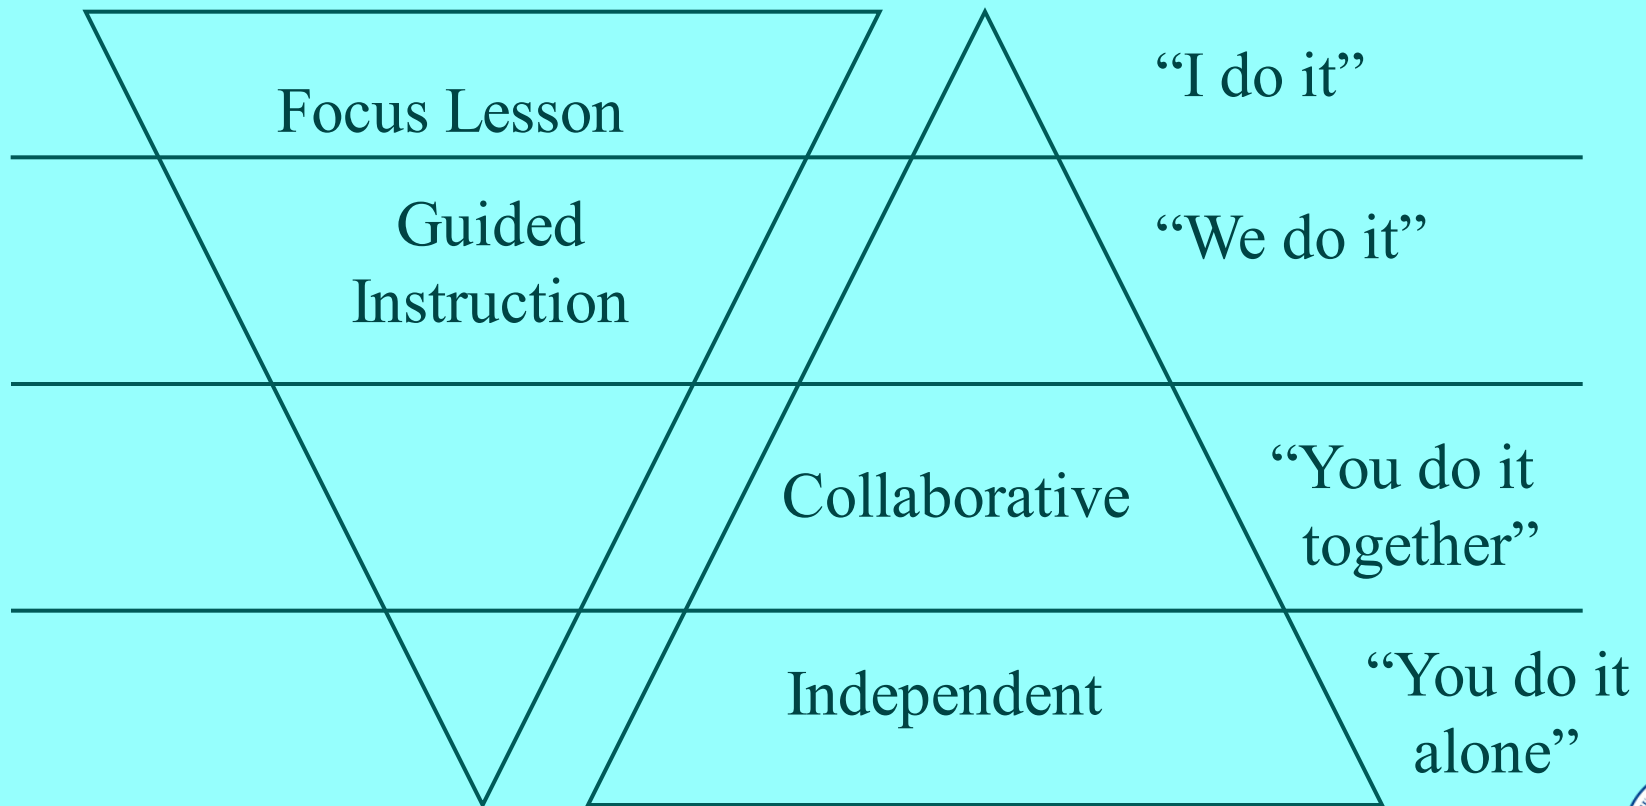 “I do it”
Focus Lesson
Guided
Instruction
“We do it”
Collaborative
“You do it
together”
Independent
“You do it
alone”